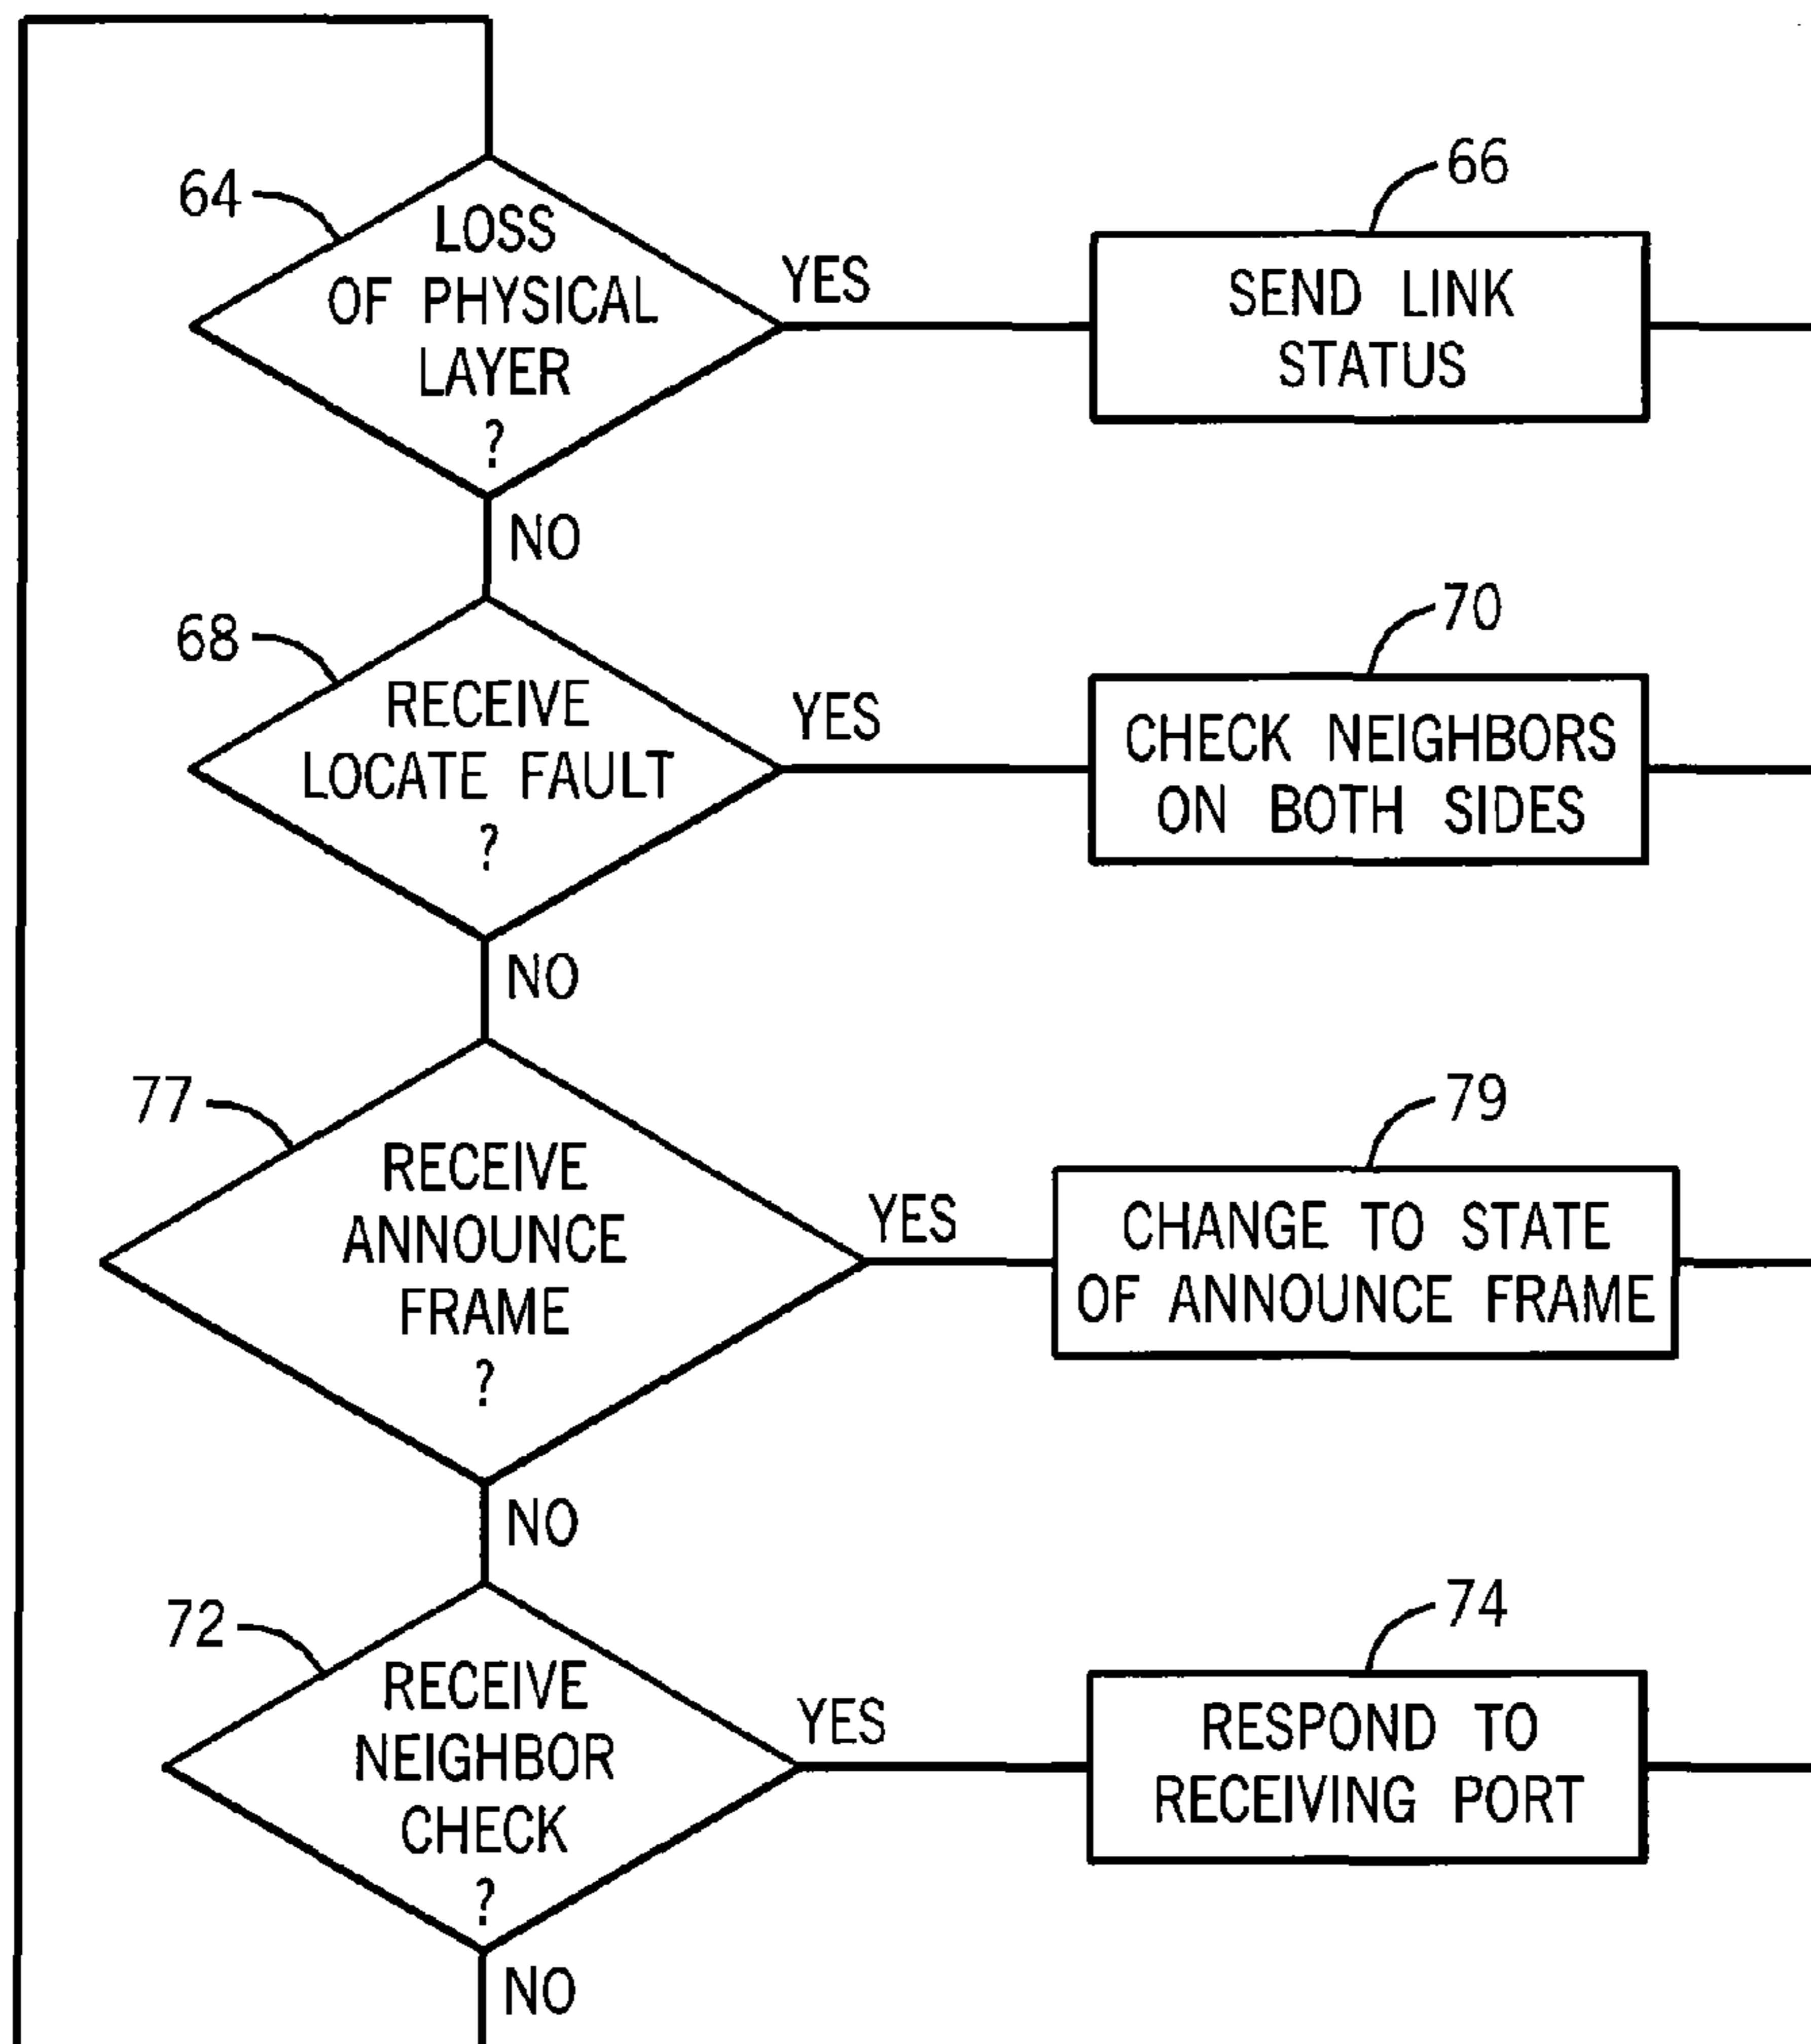 64
LOSS
OF PHYSICAL
LAYER
?
YES
66
SEND LINK
STATUS
NO
68
RECEIVE
LOCATE FAULT
?
YES
70
CHECK NEIGHBORS
ON BOTH SIDES
NO
77
RECEIVE
ANNOUNCE
FRAME
?
YES
79
CHANGE TO STATE
OF ANNOUNCE FRAME
NO
72
RECEIVE
NEIGHBOR
CHECK
?
YES
74
RESPOND TO
RECEIVING PORT
NO